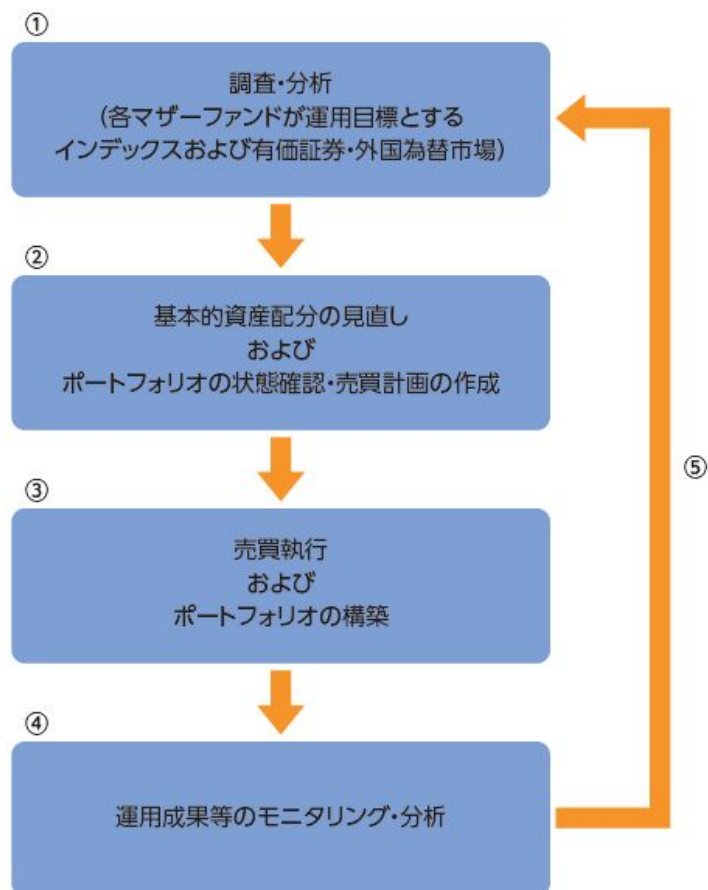 ①
調査・分析
(各マザーファンドが運用目標とする
インデックスおよび有価証券・外国為替市場)
②
基本的資産配分の見直し
および
ポートフォリオの状態確認・売買計画の作成
⑤
③
売買執行
および
ポートフォリオの構築
④
運用成果等のモニタリング・分析